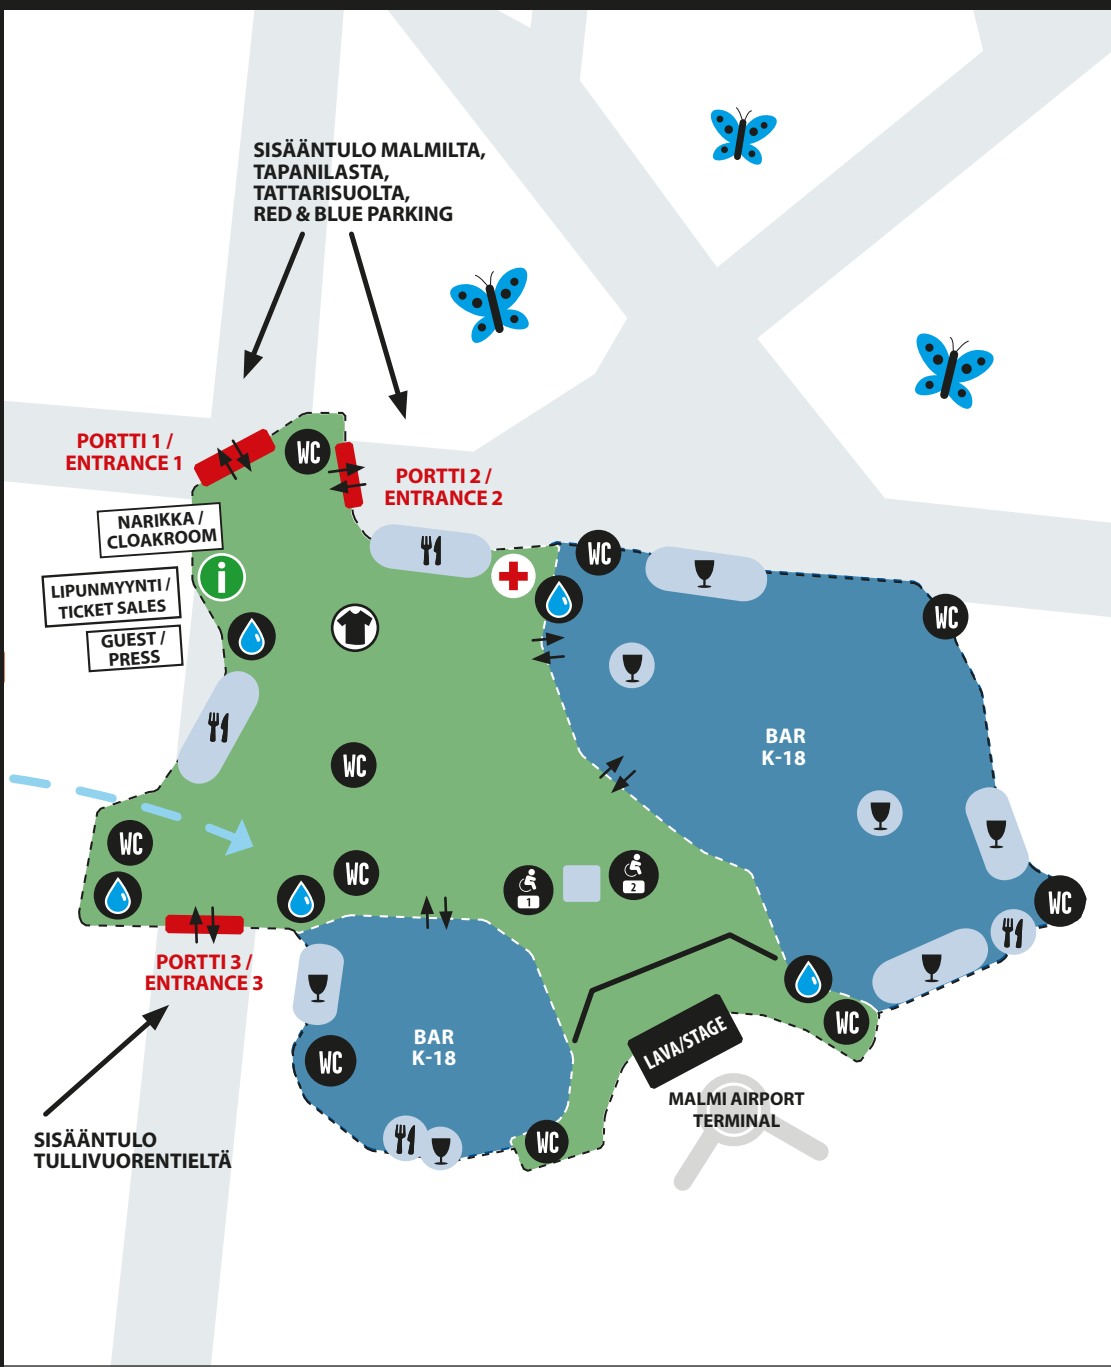 SISÄÄNTULO MALMILTA,
TAPANILASTA,
TATTARISUOLTA,
RED & BLUE PARKING
PORTTI 1 /
ENTRANCE 1
WC
PORTTI 2 /
ENTRANCE 2
NARIKKA /
CLOAKROOM
i
LIPUNMYYNTI /
TICKET SALES
GUEST /
PRESS
WC
WC
BAR
K-18
WC
WC
WC
1
2
WC
PORTTI 3 /
ENTRANCE 3
WC
LAVA/STAGE
BAR
K-18
WC
MALMI AIRPORT
TERMINAL
WC
SISÄÄNTULO
TULLIVUORENTIELTÄ